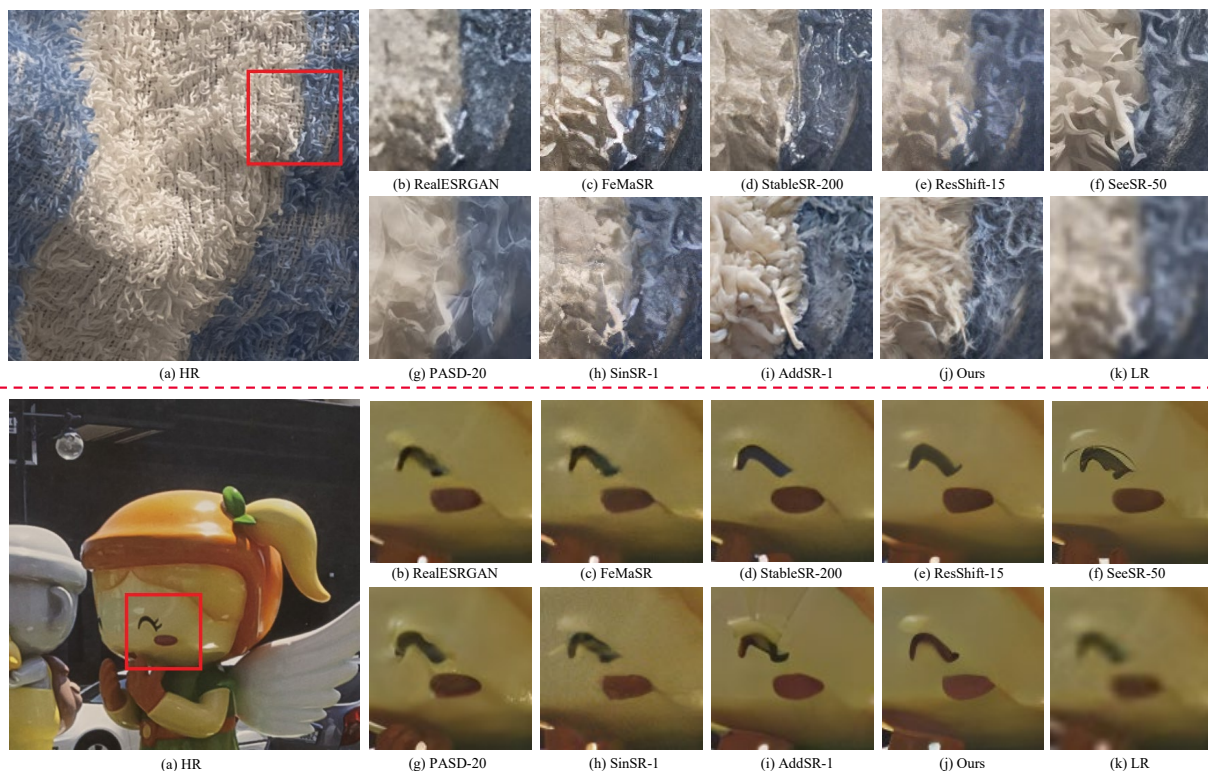 (b) RealESRGAN (c) FeMaSR (d) StableSR-200 (e) ResShift-15 (f) SeeSR-50
(a) HR (g) PASD-20 (h) SinSR-1 (i) AddSR-1 (j) Ours (k) LR
(b) RealESRGAN (c) FeMaSR (d) StableSR-200 (e) ResShift-15 (f) SeeSR-50
(a) HR (g) PASD-20 (h) SinSR-1 (i) AddSR-1 (j) Ours (k) LR